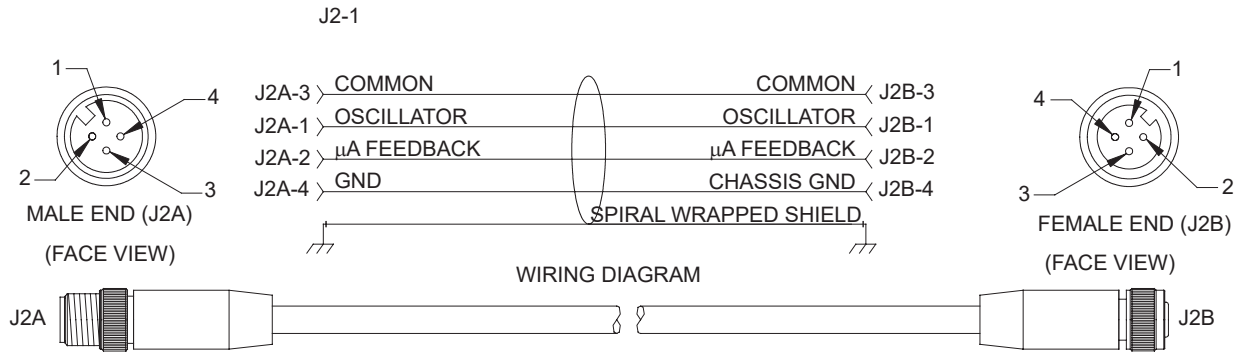 J2-1
1
4
2
3
MALE END (J2A)
(FACE VIEW)
J2A-3 COMMON COMMON J2B-3
J2A-1 OSCILLATOR OSCILLATOR J2B-1
J2A-2 µA FEEDBACK µA FEEDBACK J2B-2
J2A-4 GND CHASSIS GND J2B-4
SPIRAL WRAPPED SHIELD
1
4
3
2
FEMALE END (J2B)
(FACE VIEW)
WIRING DIAGRAM
J2A
J2B